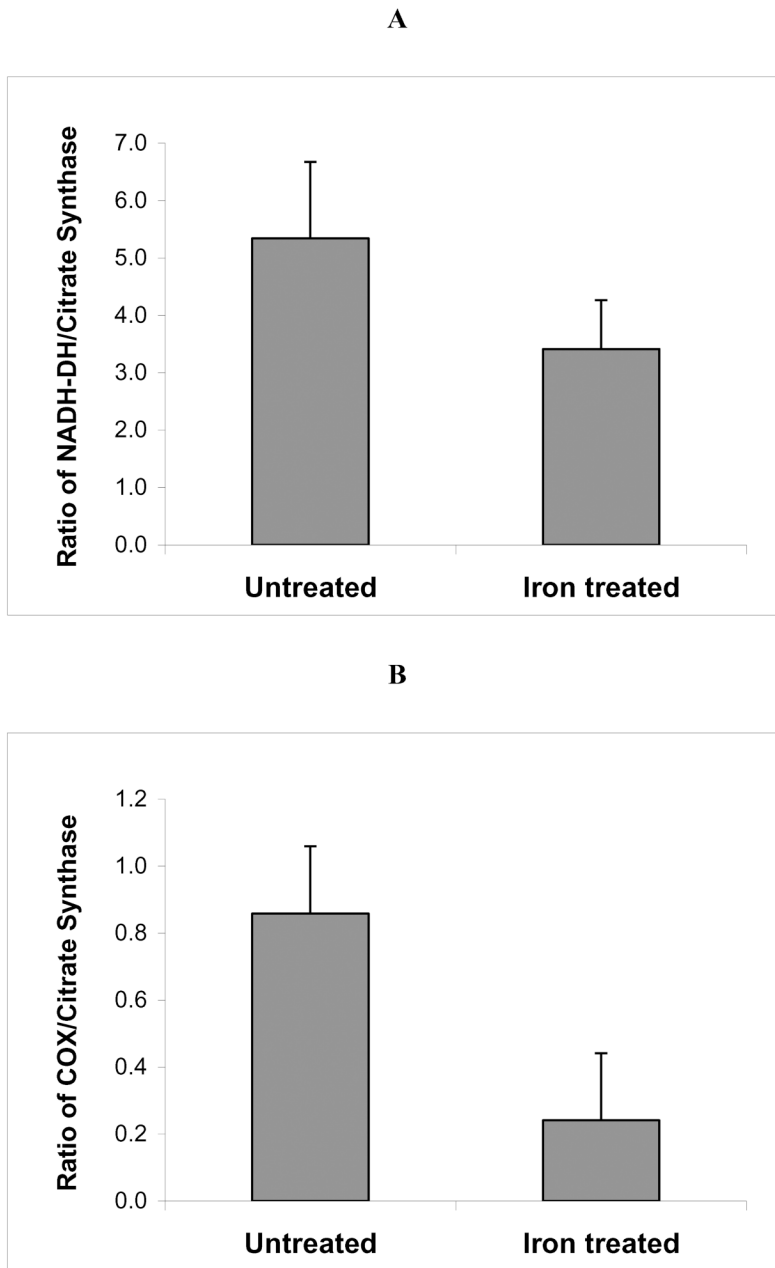 A
Ratio of NADH-DH/Citrate Synthase
7.0
6.0
5.0
4.0
3.0
2.0
1.0
0.0
Untreated
Iron treated
B
Ratio of COX/Citrate Synthase
1.2
1.0
0.8
0.6
0.4
0.2
0.0
Untreated
Iron treated